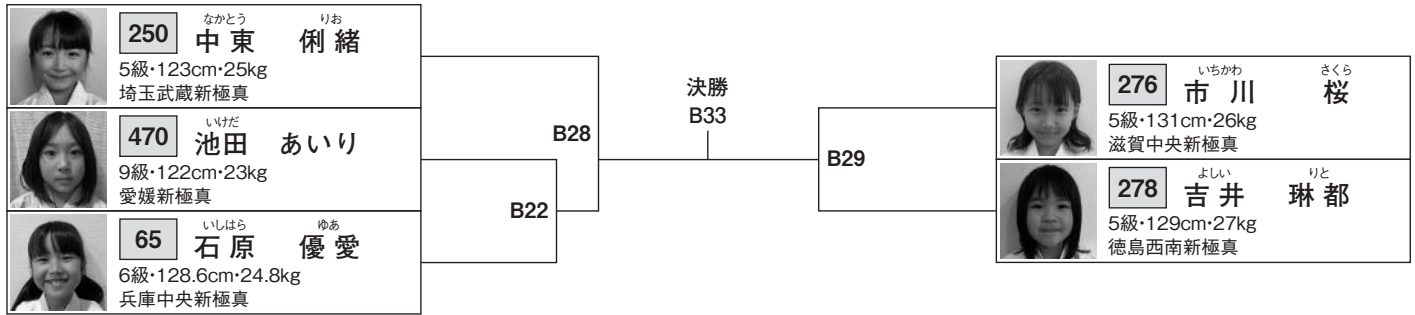 なかとう りお
250 中東 俐緒
5級・123cm・25kg
埼玉武蔵新極真
いけだ
470 池田 あいり
9級・122cm・23kg
愛媛新極真
いしはら ゆあ
65 石原 優愛
6級・128.6cm・24.8kg
兵庫中央新極真
B28
B22
決勝
B33
B29
いちかわ さくら
276 市川 桜
5級・131cm・26kg
滋賀中央新極真
よしい りと
278 吉井 琳都
5級・129cm・27kg
徳島西南新極真